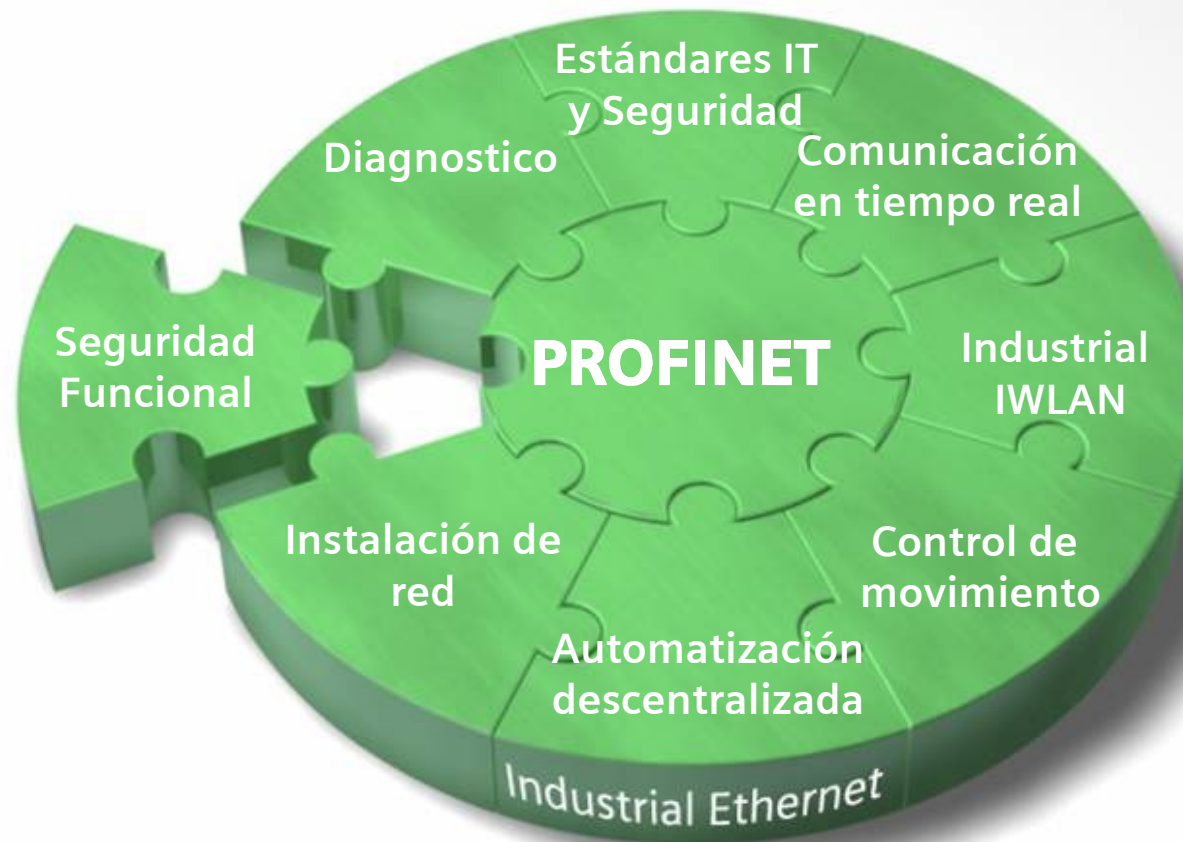 Estándares IT
y Seguridad
Diagnostico
Comunicación
en tiempo real
Seguridad
Funcional
PROFINET
Industrial
IWLAN
Instalación de
red
Control de
movimiento
Automatización
descentralizada
Industrial Ethernet